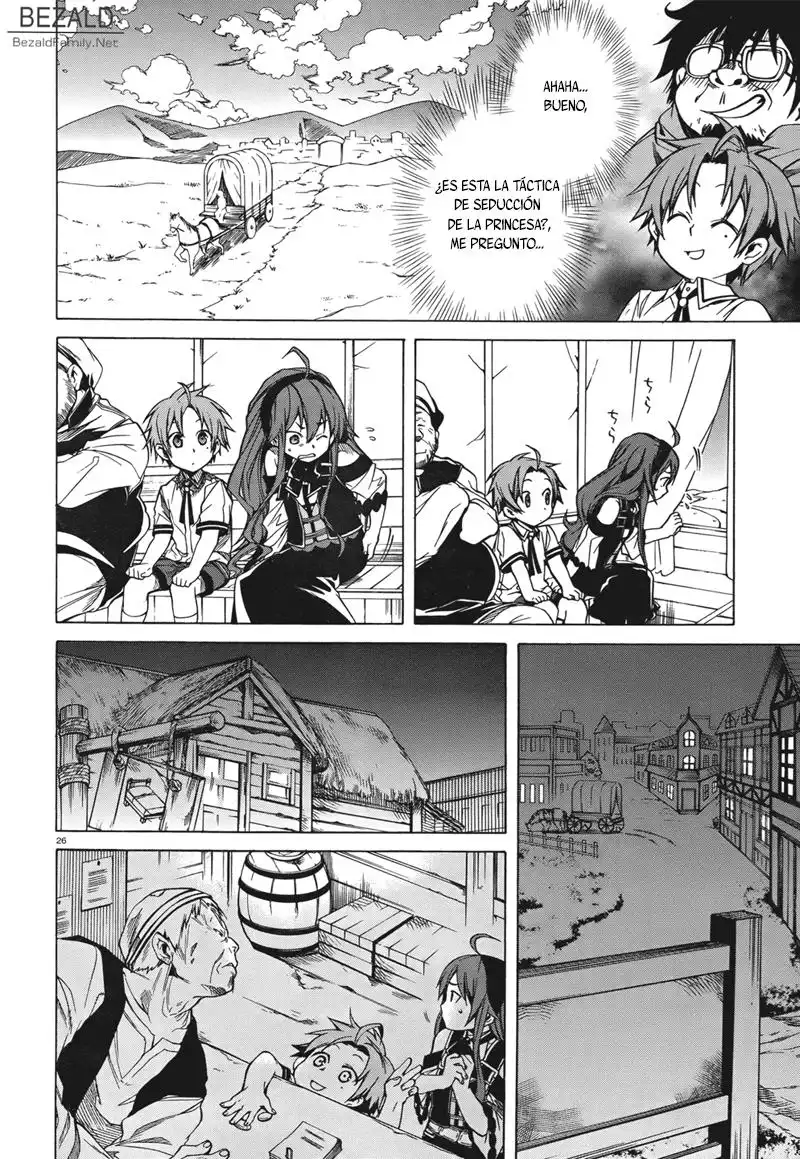 BEZALD
BezaldFamily.Net
AHAHA...
BUENO,
¿ES ESTA LA TÁCTICA
DE SEDUCCIÓN
DE LA PRINCESA?,
ME PREGUNTO...
ちら
ちら
26